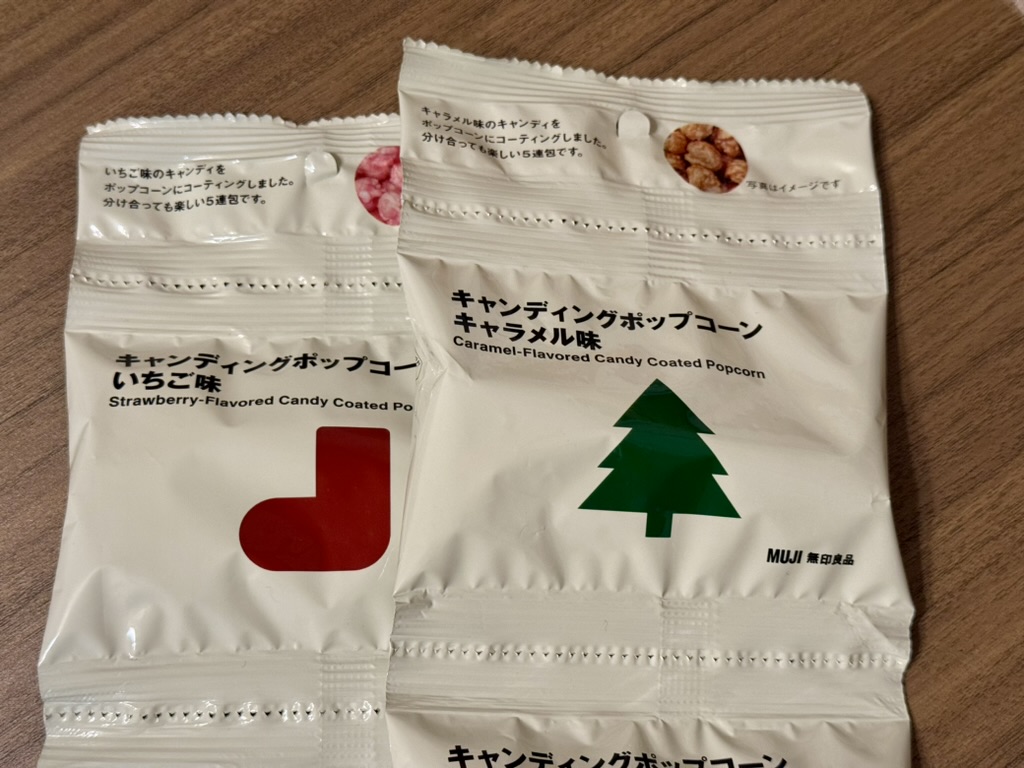 いちご味のキャンディを
ポップコーンにコーティングしました。
分け合っても楽しい5連包です。
キャンディングポップコー
いちご味
Strawberry-Flavored Candy Coated Po
キャラメル味のキャンディを
ポップコーンにコーティングしました。
分け合っても楽しい5連包です。
写真はイメージです
キャンディングポップコーン
キャラメル味
Caramel-Flavored Candy Coated Popcorn
MUJI 無印良品
キャンディングポップコーン